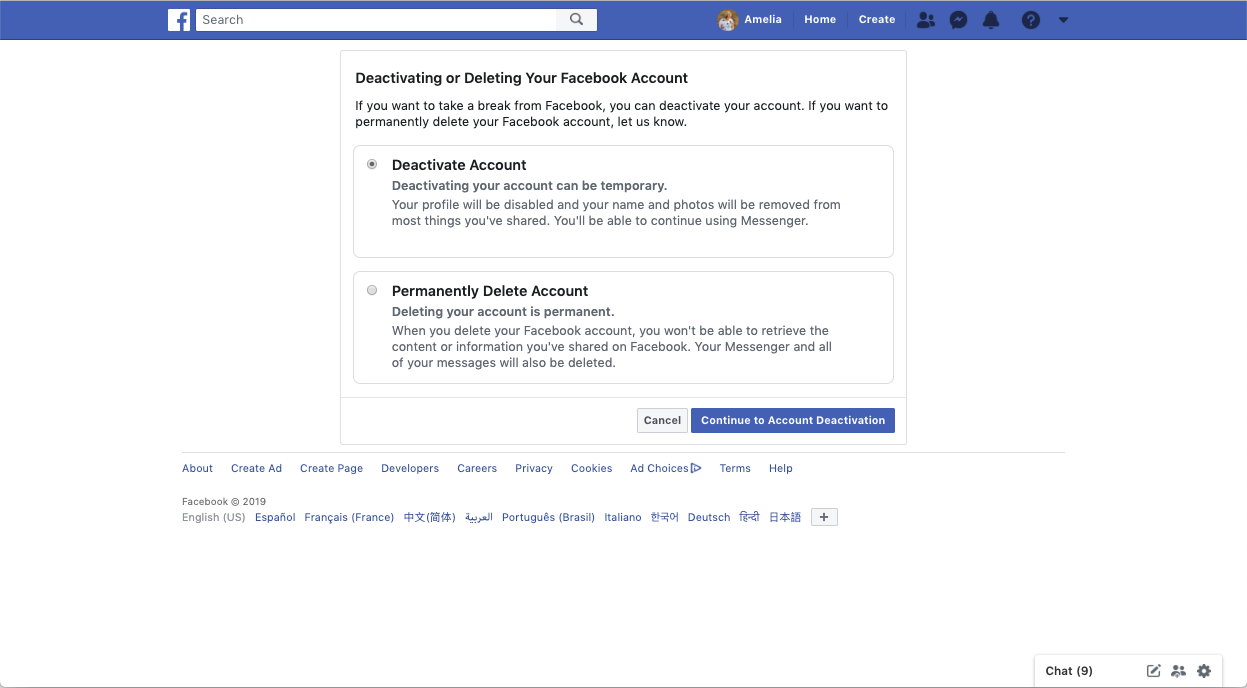 Search
Amelia Home Create
Deactivating or Deleting Your Facebook Account
If you want to take a break from Facebook, you can deactivate your account. If you want to
permanently delete your Facebook account, let us know.
Deactivate Account
Deactivating your account can be temporary.
Your profile will be disabled and your name and photos will be removed from
most things you've shared. You'll be able to continue using Messenger.
Permanently Delete Account
Deleting your account is permanent.
When you delete your Facebook account, you won't be able to retrieve the
content or information you've shared on Facebook. Your Messenger and all
of your messages will also be deleted.
Cancel Continue to Account Deactivation
About Create Ad Create Page Developers Careers Privacy Cookies Ad Choices Terms Help
Facebook © 2019
English (US) Español Français (France) 中文(简体) العربية Português (Brasil) Italiano 한국어 Deutsch हिन्दी 日本語 +
Chat (9)